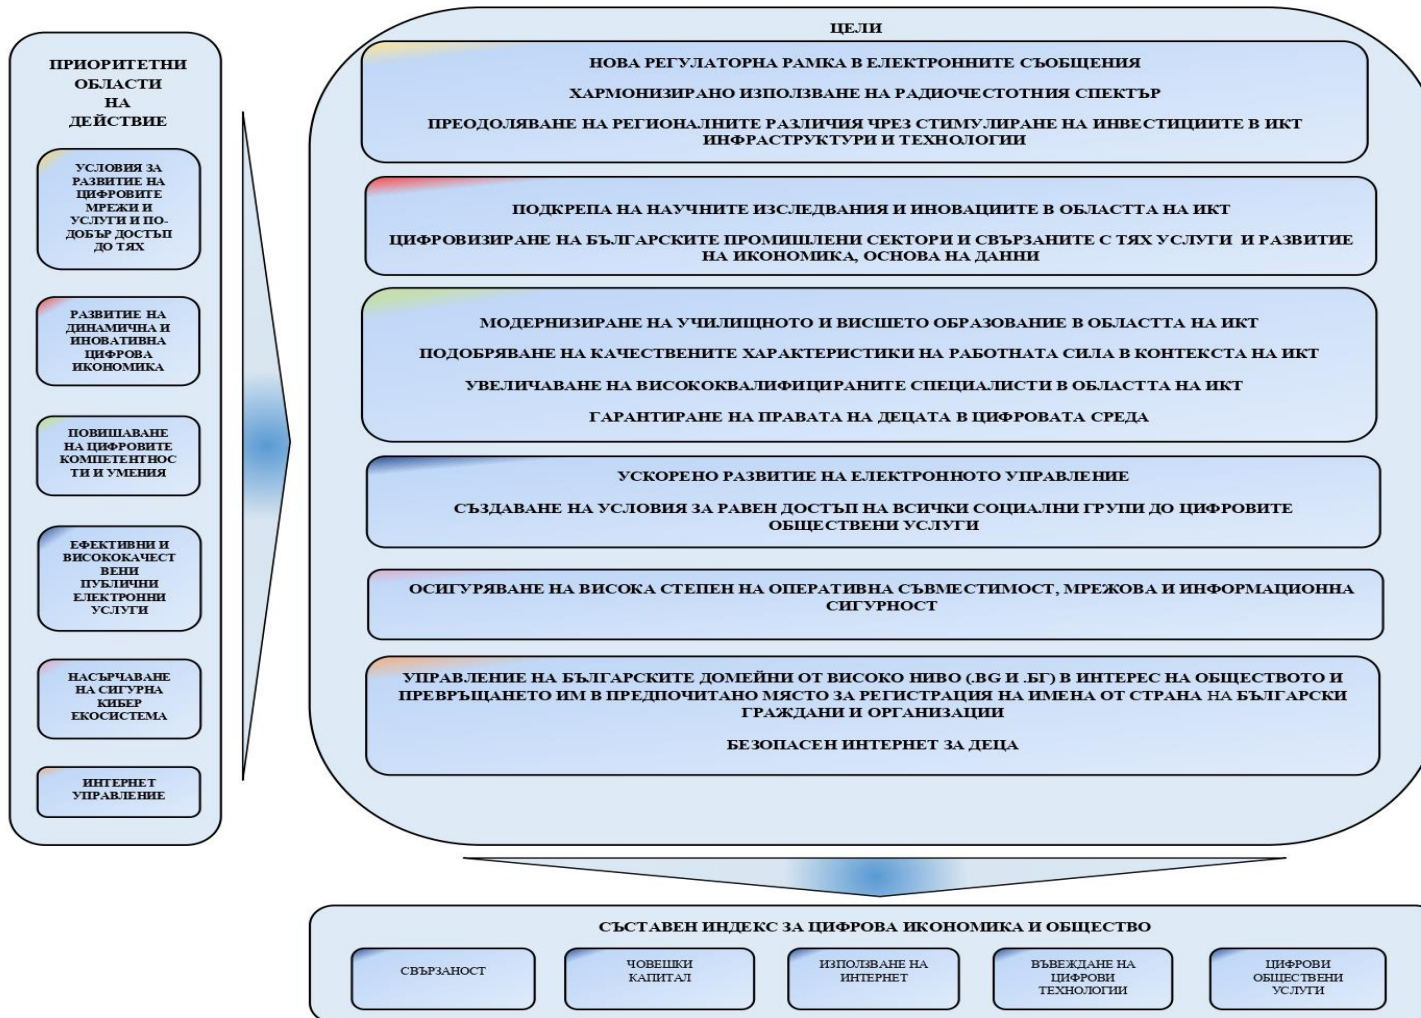 ПРИОРИТЕТНИ
ОБЛАСТИ
НА
ДЕЙСТВИЕ
УСЛОВИЯ ЗА
РАЗВИТИЕ НА
ЦИФРОВИТЕ
МРЕЖИ И
УСЛУГИ И ПО-
ДОБЪР ДОСТЪП
ДО ТЯХ
РАЗВИТИЕ НА
ДИНАМИЧНА И
ИНОВАТИВНА
ЦИФРОВА
ИКОНОМИКА
ПОВИШАВАНЕ
НА ЦИФРОВИТЕ
КОМПЕТЕНТНОС
ТИ И УМЕНИЯ
ЕФЕКТИВНИ И
ВИСОКОКАЧЕСТ
ВЕНИ
ПУБЛИЧНИ
ЕЛЕКТРОННИ
УСЛУГИ
НАСЪРЧАВАНЕ
НА СИГУРНА
КИБЕР
ЕКОСИСТЕМА
ИНТЕРНЕТ
УПРАВЛЕНИЕ
ЦЕЛИ
НОВА РЕГУЛАТОРНА РАМКА В ЕЛЕКТРОННИТЕ СЪОБЩЕНИЯ
ХАРМОНИЗИРАНО ИЗПОЛЗВАНЕ НА РАДИОЧЕСТОТНИЯ СПЕКТЪР
ПРЕОДОЛЯВАНЕ НА РЕГИОНАЛНИТЕ РАЗЛИЧИЯ ЧРЕЗ СТИМУЛИРАНЕ НА ИНВЕСТИЦИИТЕ В ИКТ
ИНФРАСТРУКТУРИ И ТЕХНОЛОГИИ
ПОДКРЕПА НА НАУЧНИТЕ ИЗСЛЕДВАНИЯ И ИНОВАЦИИТЕ В ОБЛАСТТА НА ИКТ
ЦИФРОВИЗИРАНЕ НА БЪЛГАРСКИТЕ ПРОМИШЛЕНИ СЕКТОРИ И СВЪРЗАНИТЕ С ТЯХ УСЛУГИ И РАЗВИТИЕ
НА ИКОНОМИКА, ОСНОВА НА ДАННИ
МОДЕРНИЗИРАНЕ НА УЧИЛИЩНОТО И ВИСШЕТО ОБРАЗОВАНИЕ В ОБЛАСТТА НА ИКТ
ПОДОБРЯВАНЕ НА КАЧЕСТВЕНИТЕ ХАРАКТЕРИСТИКИ НА РАБОТНАТА СИЛА В КОНТЕКСТА НА ИКТ
УВЕЛИЧАВАНЕ НА ВИСОКОКВАЛИФИЦИРАНИТЕ СПЕЦИАЛИСТИ В ОБЛАСТТА НА ИКТ
ГАРАНТИРАНЕ НА ПРАВАТА НА ДЕЦАТА В ЦИФРОВАТА СРЕДА
УСКОРЕНО РАЗВИТИЕ НА ЕЛЕКТРОННОТО УПРАВЛЕНИЕ
СЪЗДАВАНЕ НА УСЛОВИЯ ЗА РАВЕН ДОСТЪП НА ВСИЧКИ СОЦИАЛНИ ГРУПИ ДО ЦИФРОВИТЕ
ОБЩЕСТВЕНИ УСЛУГИ
ОСИГУРЯВАНЕ НА ВИСОКА СТЕПЕН НА ОПЕРАТИВНА СЪВМЕСТИМОСТ, МРЕЖОВА И ИНФОРМАЦИОННА
СИГУРНОСТ
УПРАВЛЕНИЕ НА БЪЛГАРСКИТЕ ДОМЕЙНИ ОТ ВИСОКО НИВО (.BG И .БГ) В ИНТЕРЕС НА ОБЩЕСТВОТО И
ПРЕВРЪЩАНЕТО ИМ В ПРЕДПОЧИТАНО МЯСТО ЗА РЕГИСТРАЦИЯ НА ИМЕНА ОТ СТРАНА НА БЪЛГАРСКИ
ГРАЖДАНИ И ОРГАНИЗАЦИИ
БЕЗОПАСЕН ИНТЕРНЕТ ЗА ДЕЦА
СЪСТАВЕН ИНДЕКС ЗА ЦИФРОВА ИКОНОМИКА И ОБЩЕСТВО
СВЪРЗАНОСТ
ЧОВЕШКИ
КАПИТАЛ
ИЗПОЛЗВАНЕ НА
ИНТЕРНЕТ
ВЪВЕЖДАНЕ НА
ЦИФРОВИ
ТЕХНОЛОГИИ
ЦИФРОВИ
ОБЩЕСТВЕНИ
УСЛУГИ